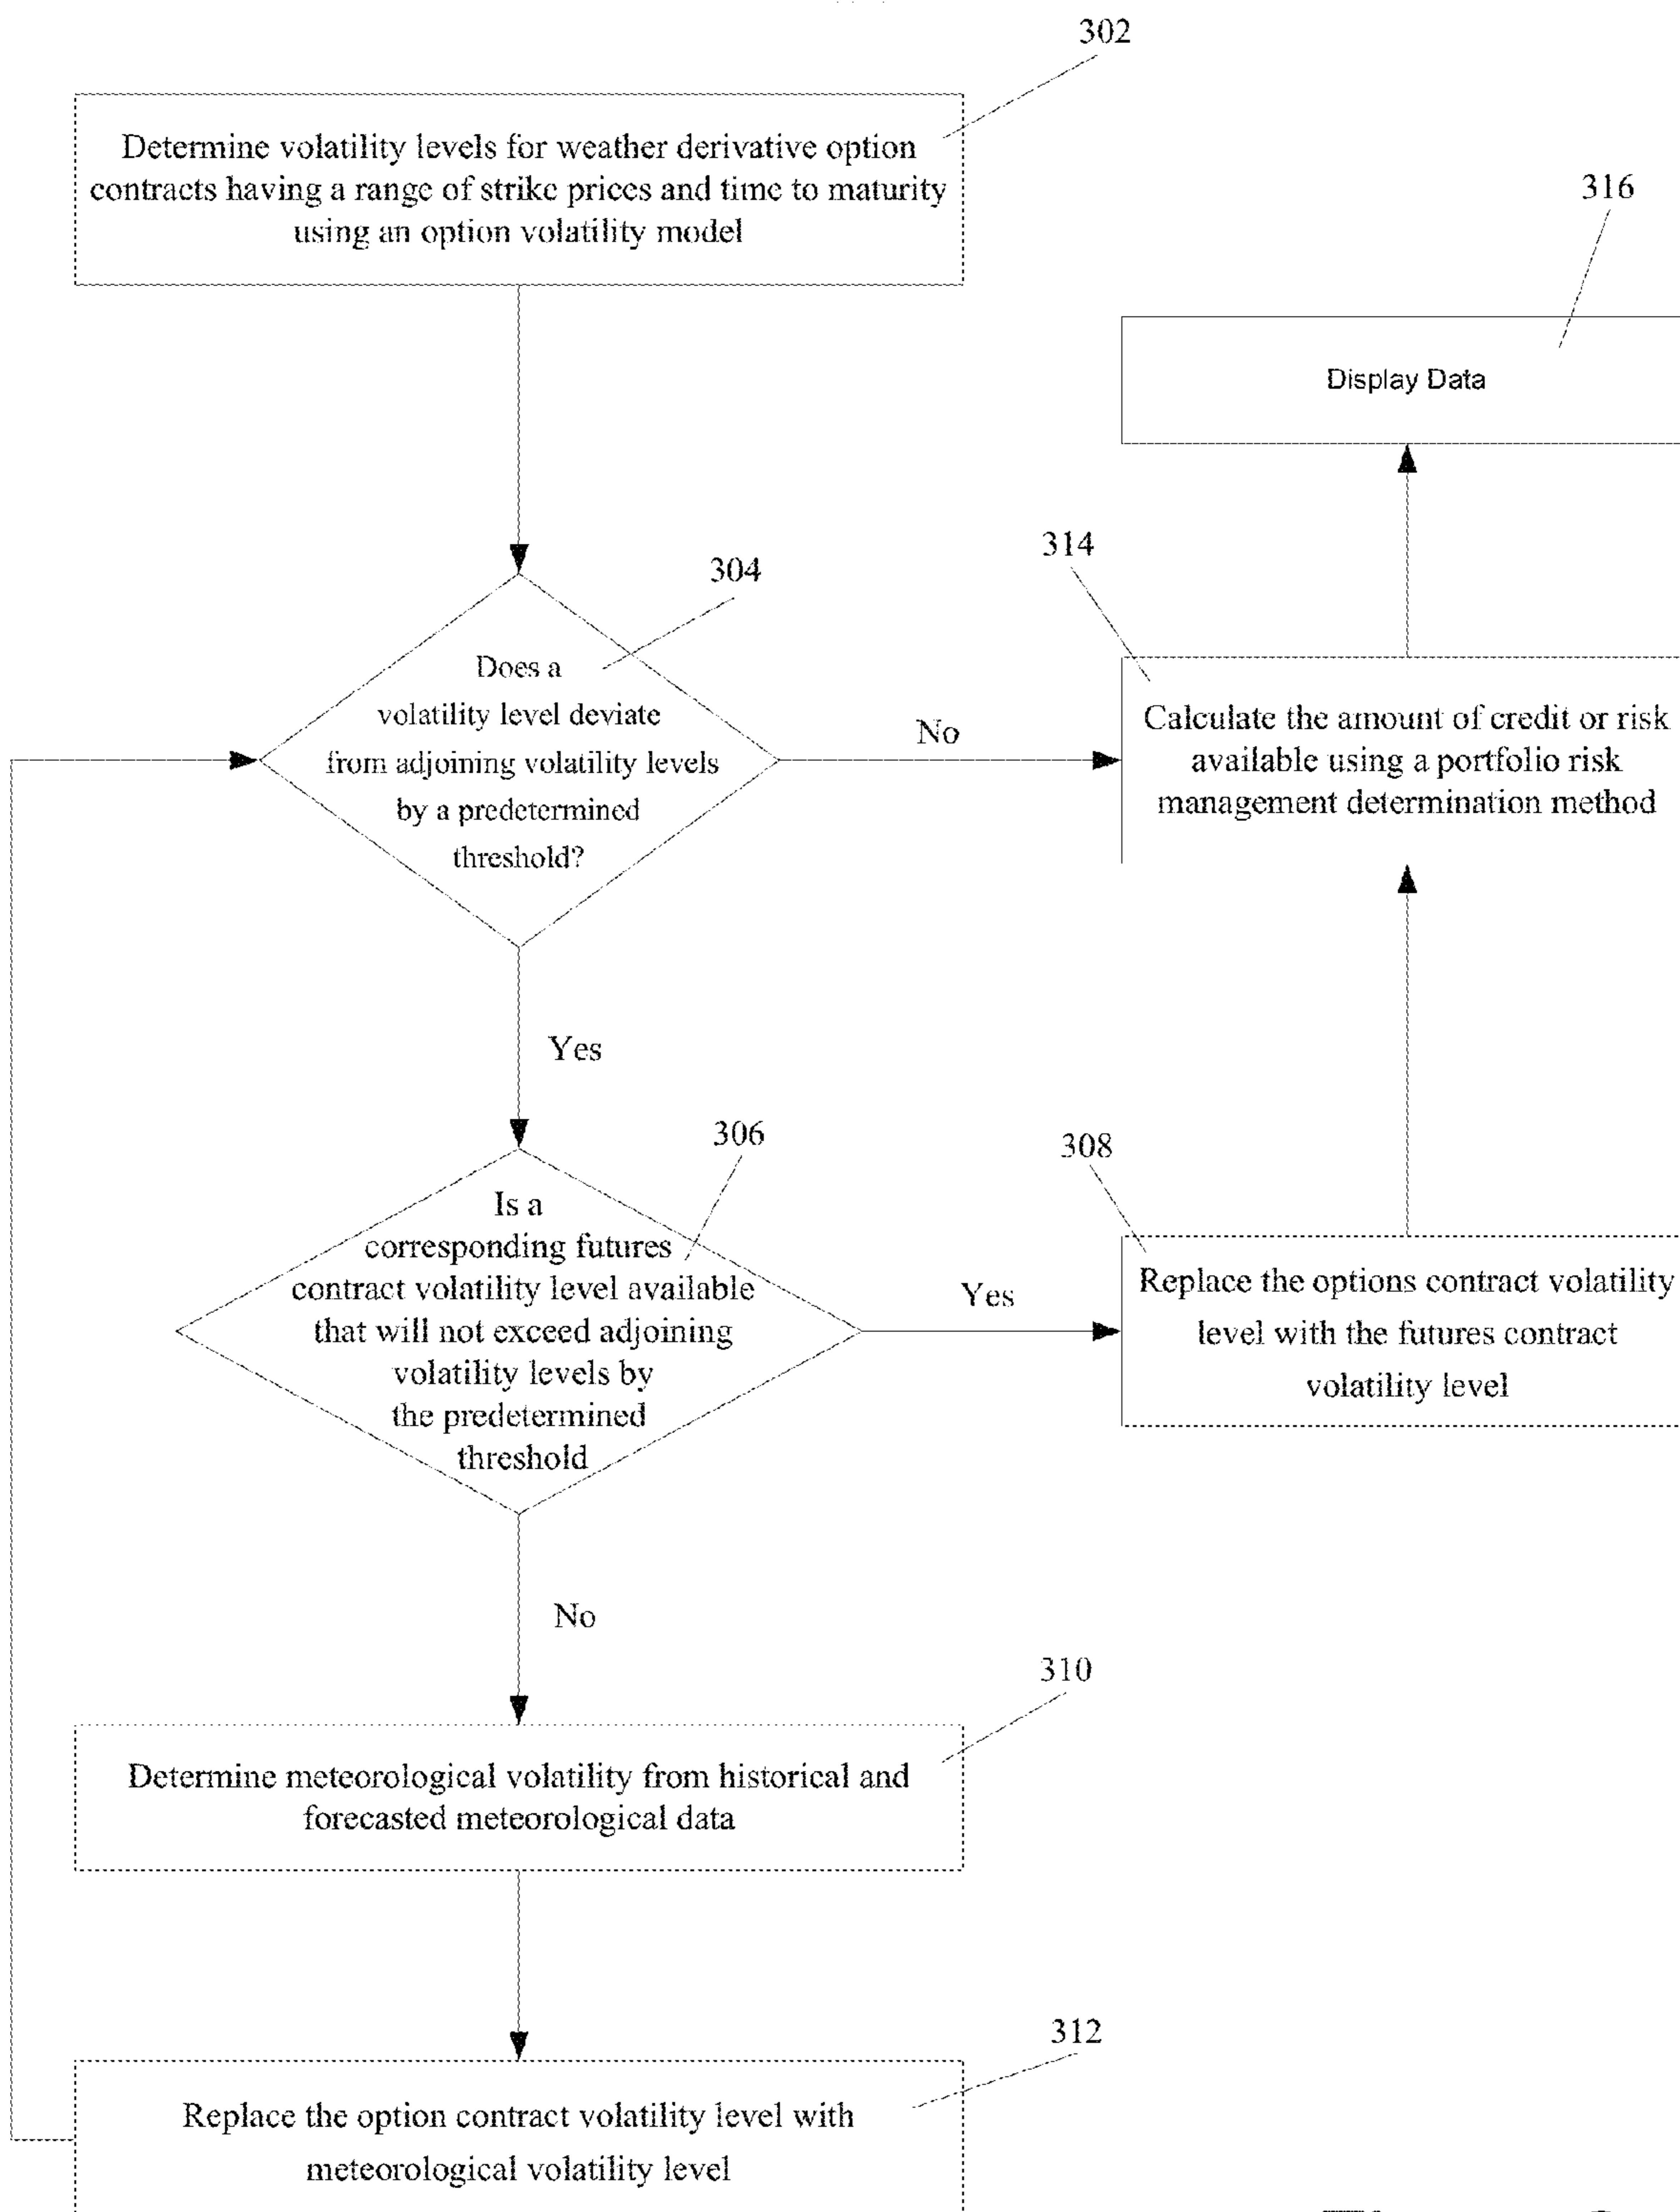 302
Determine volatility levels for weather derivative option
contracts having a range of strike prices and time to maturity
using an option volatility model
316
Display Data
304
Does a
volatility level deviate
from adjoining volatility levels
by a predetermined
threshold?
No
314
Calculate the amount of credit or risk
available using a portfolio risk
management determination method
Yes
306
Is a
corresponding futures
contract volatility level available
that will not exceed adjoining
volatility levels by
the predetermined
threshold
Yes
308
Replace the options contract volatility
level with the futures contract
volatility level
No
310
Determine meteorological volatility from historical and
forecasted meteorological data
312
Replace the option contract volatility level with
meteorological volatility level